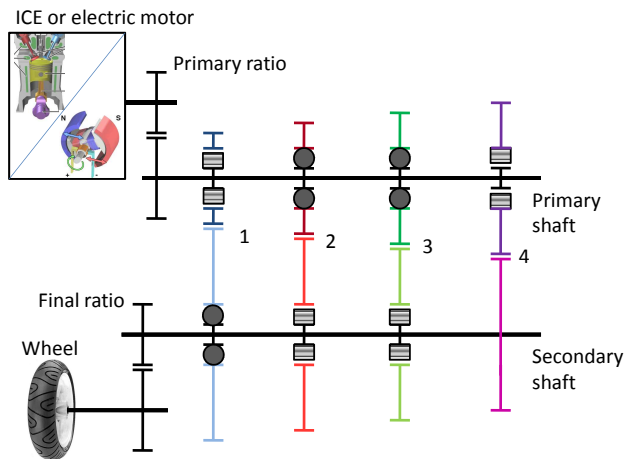 ICE or electric motor
Primary ratio
N
S
+
-
Primary
shaft
1
2
3
4
Final ratio
Wheel
Secondary
shaft